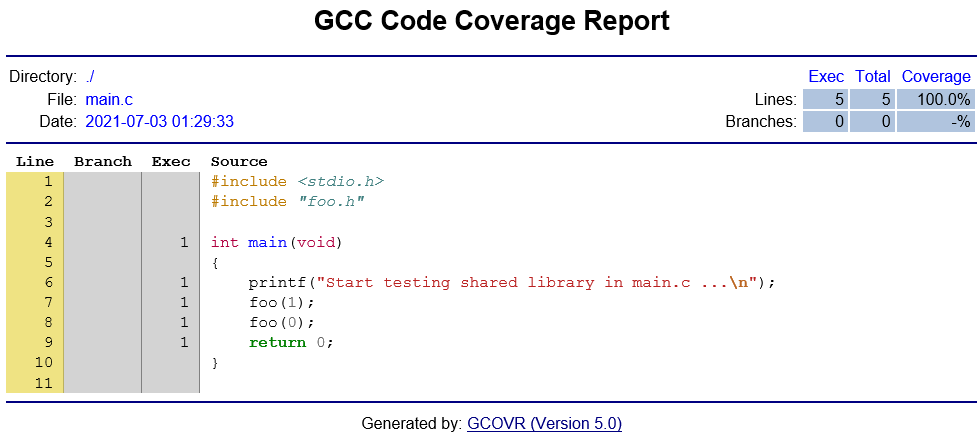 GCC Code Coverage Report
Directory: ./
File: main.c
Date: 2021-07-03 01:29:33
Exec Total Coverage
Lines: 5 5 100.0%
Branches: 0 0 -%
Line Branch Exec Source
1 #include <stdio.h>
2 #include "foo.h"
3
4 1 int main(void)
5 {
6 1 printf("Start testing shared library in main.c ...\n");
7 1 foo(1);
8 1 foo(0);
9 1 return 0;
10 }
11
Generated by: GCOVR (Version 5.0)